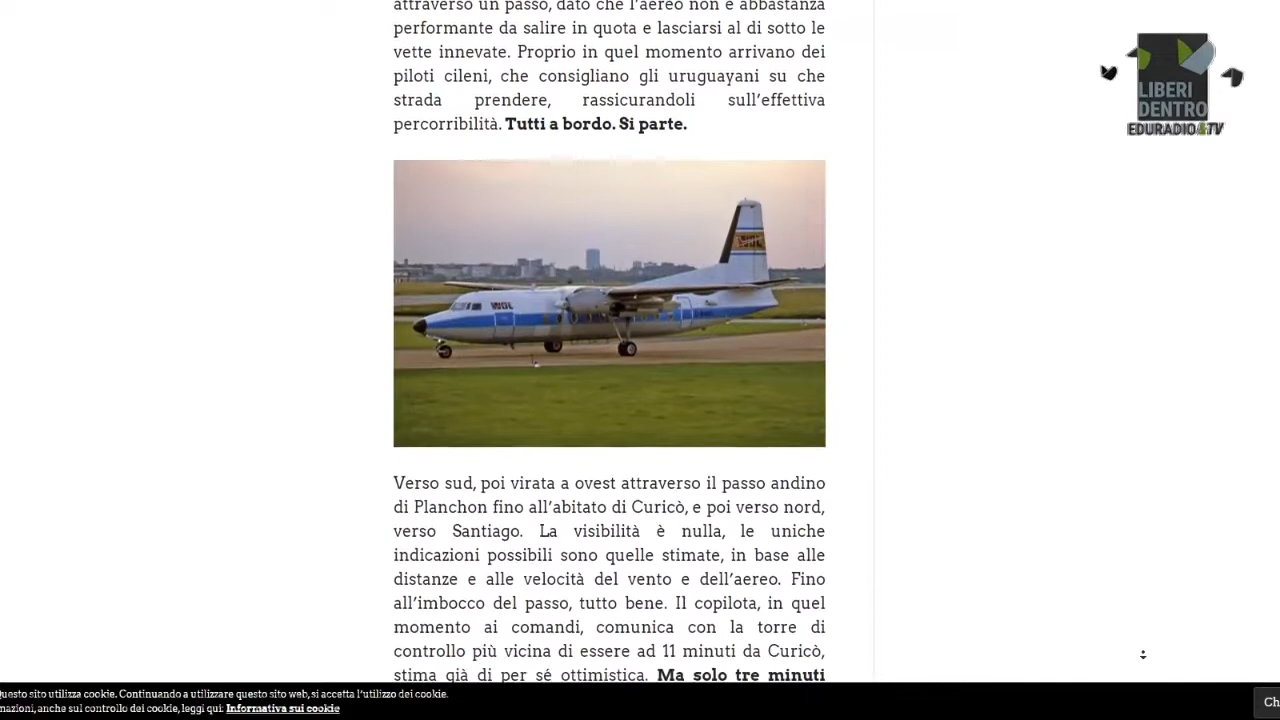 attraverso un passo, dato che l'aereo non è abbastanza
performante da salire in quota e lasciarsi al di sotto le
vette innevate. Proprio in quel momento arrivano dei
piloti cileni, che consigliano gli uruguayani su che
strada prendere, rassicurandoli sull'effettiva
percorribilità. Tutti a bordo. Si parte.
LIBERI
DENTRO
EDURADIO&TV
Verso sud, poi virata a ovest attraverso il passo andino
di Planchon fino all'abitato di Curicò, e poi verso nord,
verso Santiago. La visibilità è nulla, le uniche
indicazioni possibili sono quelle stimate, in base alle
distanze e alle velocità del vento e dell'aereo. Fino
all'imbocco del passo, tutto bene. Il copilota, in quel
momento ai comandi, comunica con la torre di
controllo più vicina di essere ad 11 minuti da Curicò,
stima già di per sé ottimistica. Ma solo tre minuti
uesto sito utilizza cookie. Continuando a utilizzare questo sito web, si accetta l'utilizzo dei cookie.
mazioni, anche sul controllo dei cookie, leggi qui: Informativa sui cookie
Ch